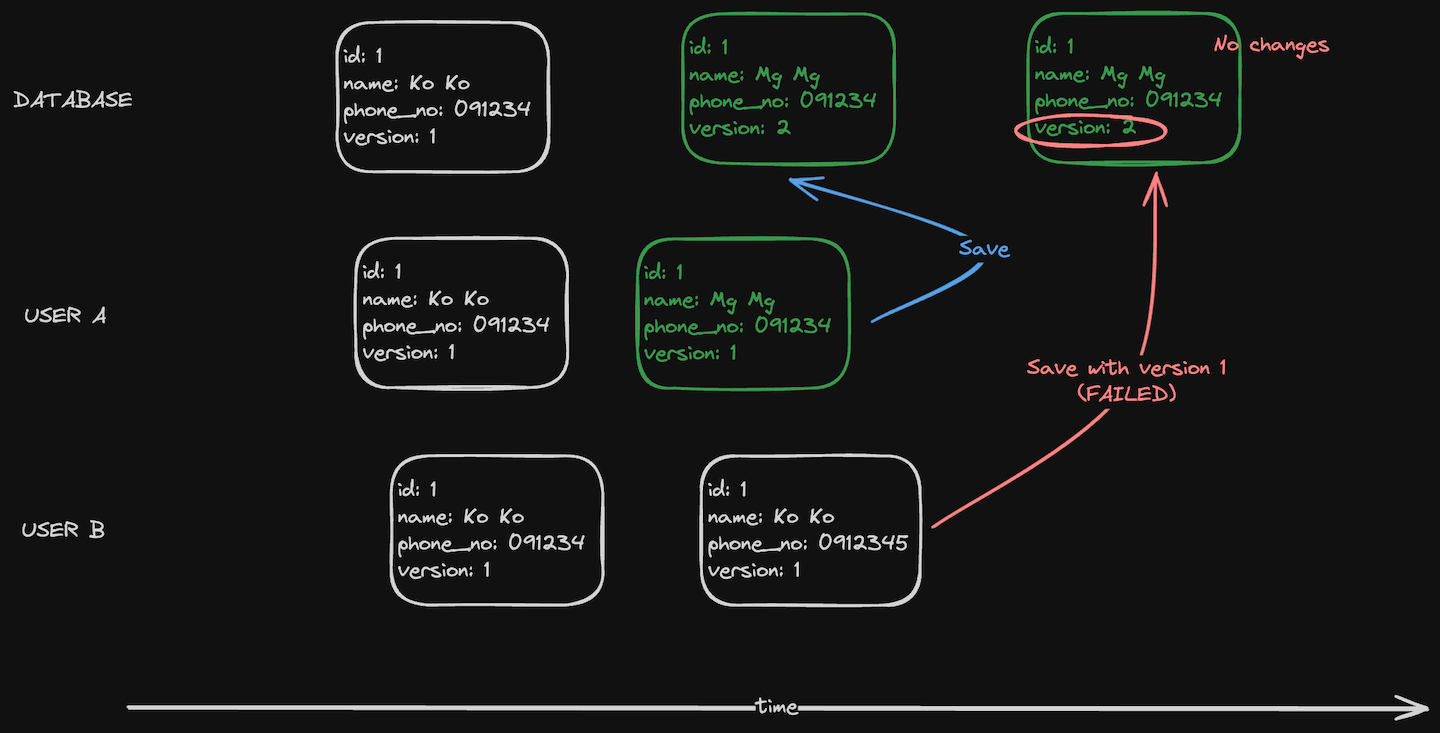 DATABASE
id: 1
name: Ko Ko
phone_no: 091234
version: 1
id: 1
name: Mg Mg
phone_no: 091234
version: 2
id: 1
name: Mg Mg
phone_no: 091234
version: 2
No changes
Save
USER A
id: 1
name: Ko Ko
phone_no: 091234
version: 1
id: 1
name: Mg Mg
phone_no: 091234
version: 1
Save with version 1
(FAILED)
USER B
id: 1
name: Ko Ko
phone_no: 091234
version: 1
id: 1
name: Ko Ko
phone_no: 0912345
version: 1
time